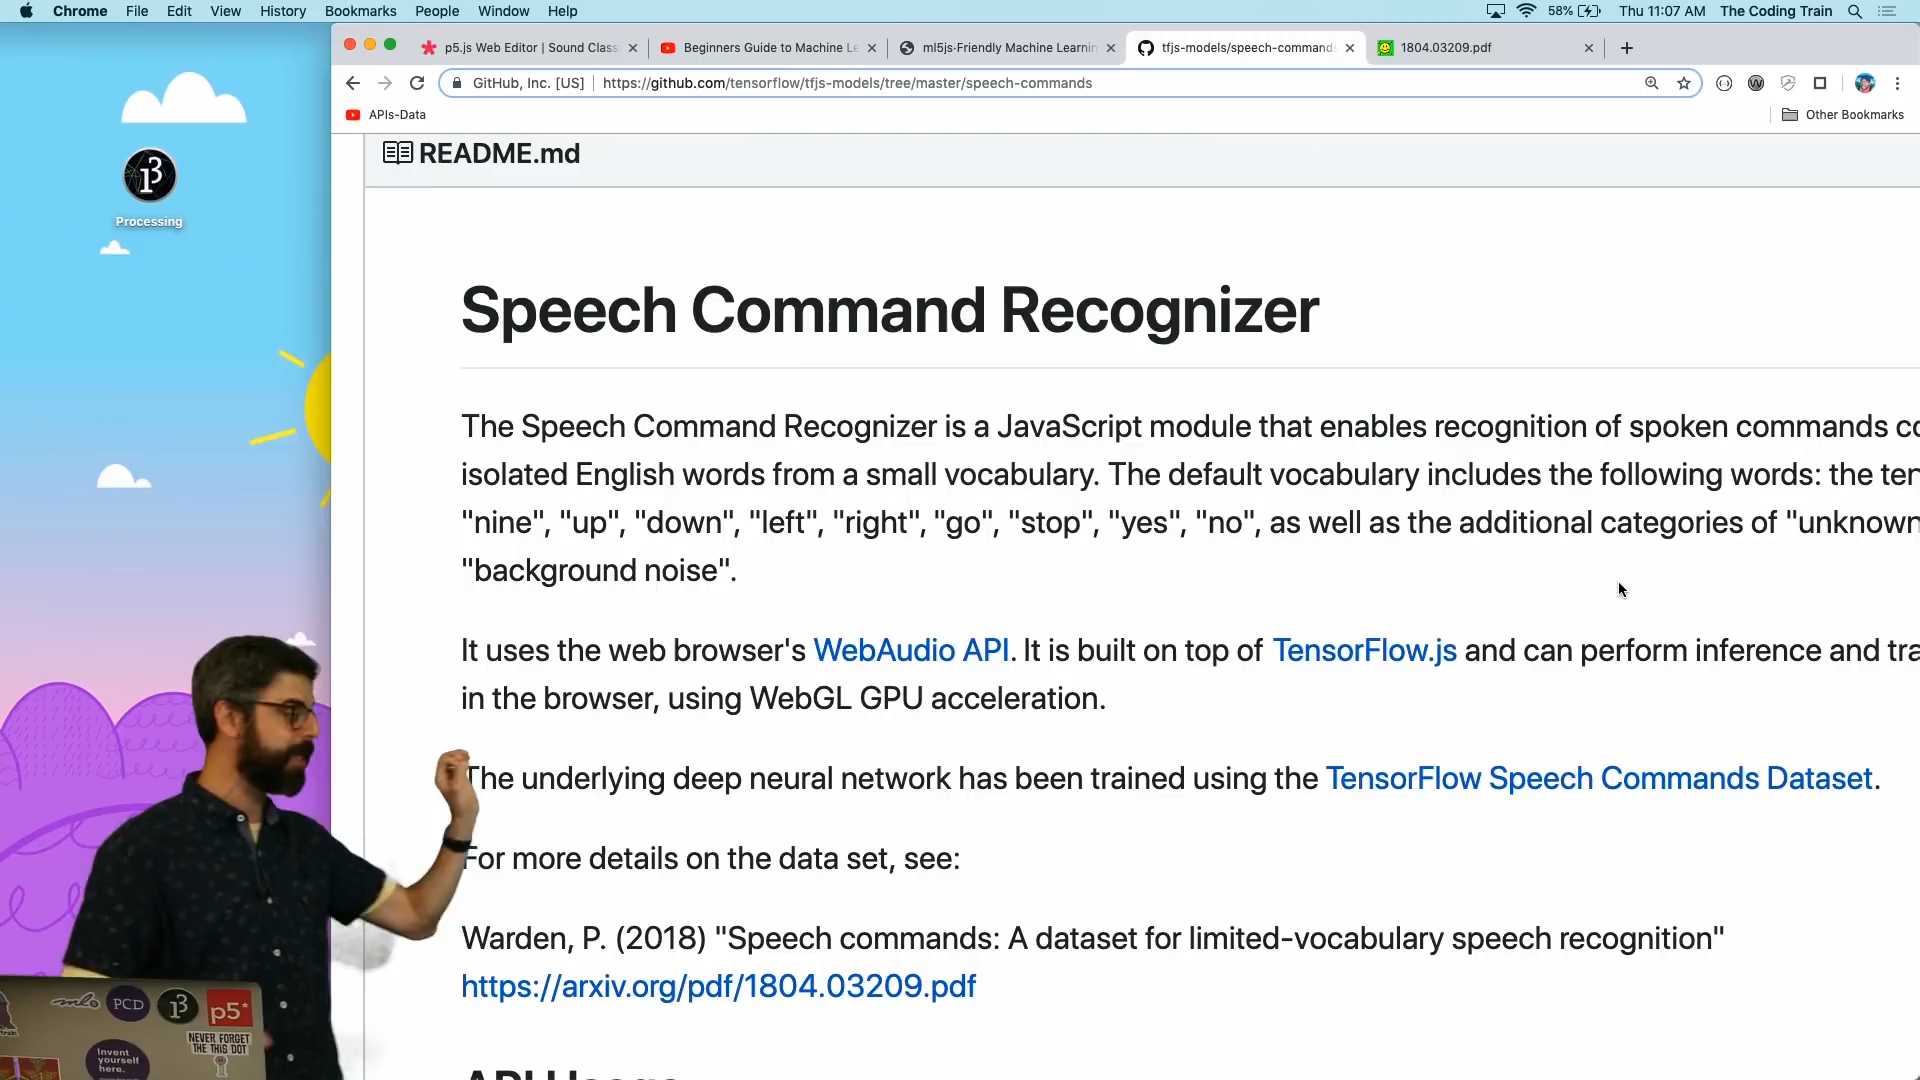 Chrome File Edit View History Bookmarks People Window Help 58% Thu 11:07 AM The Coding Train
p5.js Web Editor | Sound Class Beginners Guide to Machine Le ml5js·Friendly Machine Learnin tfjs-models/speech-commands 1804.03209.pdf
GitHub, Inc. [US] https://github.com/tensorflow/tfjs-models/tree/master/speech-commands
APIs-Data Other Bookmarks
README.md
Processing
Speech Command Recognizer
The Speech Command Recognizer is a JavaScript module that enables recognition of spoken commands co
isolated English words from a small vocabulary. The default vocabulary includes the following words: the ten
"nine", "up", "down", "left", "right", "go", "stop", "yes", "no", as well as the additional categories of "unknown
"background noise".
It uses the web browser's WebAudio API. It is built on top of TensorFlow.js and can perform inference and tra
in the browser, using WebGL GPU acceleration.
The underlying deep neural network has been trained using the TensorFlow Speech Commands Dataset.
For more details on the data set, see:
Warden, P. (2018) "Speech commands: A dataset for limited-vocabulary speech recognition"
https://arxiv.org/pdf/1804.03209.pdf
PCD
p5*
NEVER FORGET
THE THIS DOT
Invent
yourself
here.
API Usage